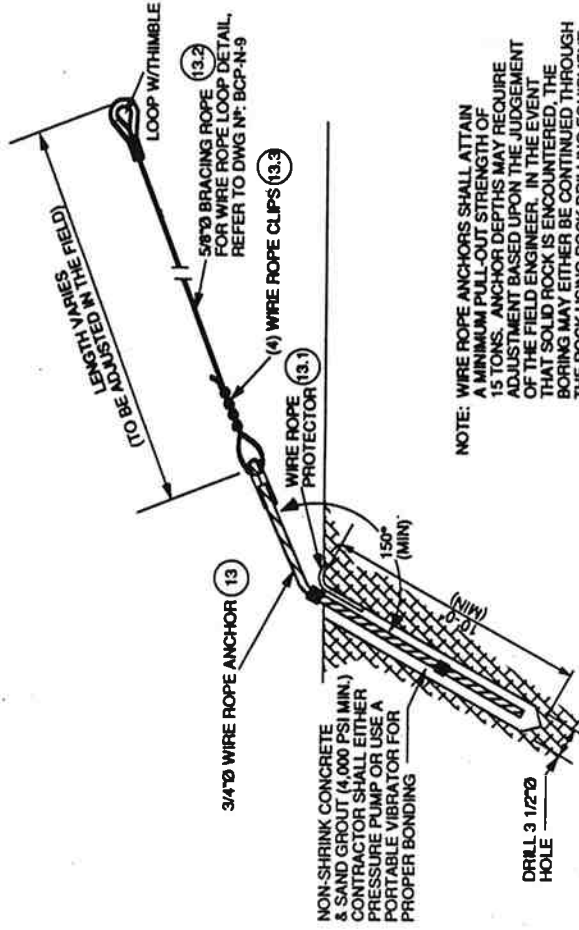 LENGTH VARIES
(TO BE ADJUSTED IN THE FIELD)
LOOP W/THIMBLE
5/8"Ø BRACING ROPE 13.2
FOR WIRE ROPE LOOP DETAIL,
REFER TO DWG Nº: BCP-N-9
(4) WIRE ROPE CLIPS 13.3
WIRE ROPE
PROTECTOR 13.1
3/4"Ø WIRE ROPE ANCHOR 13
150°
(MIN)
10'-0"
(MIN)
NON-SHRINK CONCRETE
& SAND GROUT (4,000 PSI MIN.)
CONTRACTOR SHALL EITHER
PRESSURE PUMP OR USE A
PORTABLE VIBRATOR FOR
PROPER BONDING
DRILL 3 1/2"Ø
HOLE
NOTE: WIRE ROPE ANCHORS SHALL ATTAIN
A MINIMUM PULL-OUT STRENGTH OF
15 TONS. ANCHOR DEPTHS MAY REQUIRE
ADJUSTMENT BASED UPON THE JUDGEMENT
OF THE FIELD ENGINEER. IN THE EVENT
THAT SOLID ROCK IS ENCOUNTERED, THE
BORING MAY EITHER BE CONTINUED THROUGH